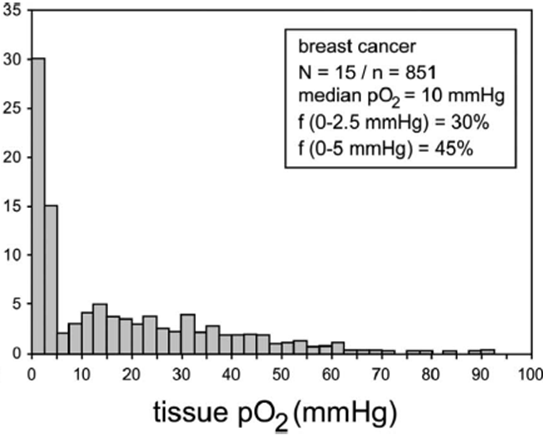 35
30
25
20
15
10
5
0
breast cancer
N = 15 / n = 851
median pO₂ = 10 mmHg
f (0-2.5 mmHg) = 30%
f (0-5 mmHg) = 45%
0 10 20 30 40 50 60 70 80 90 100
tissue pO₂ (mmHg)